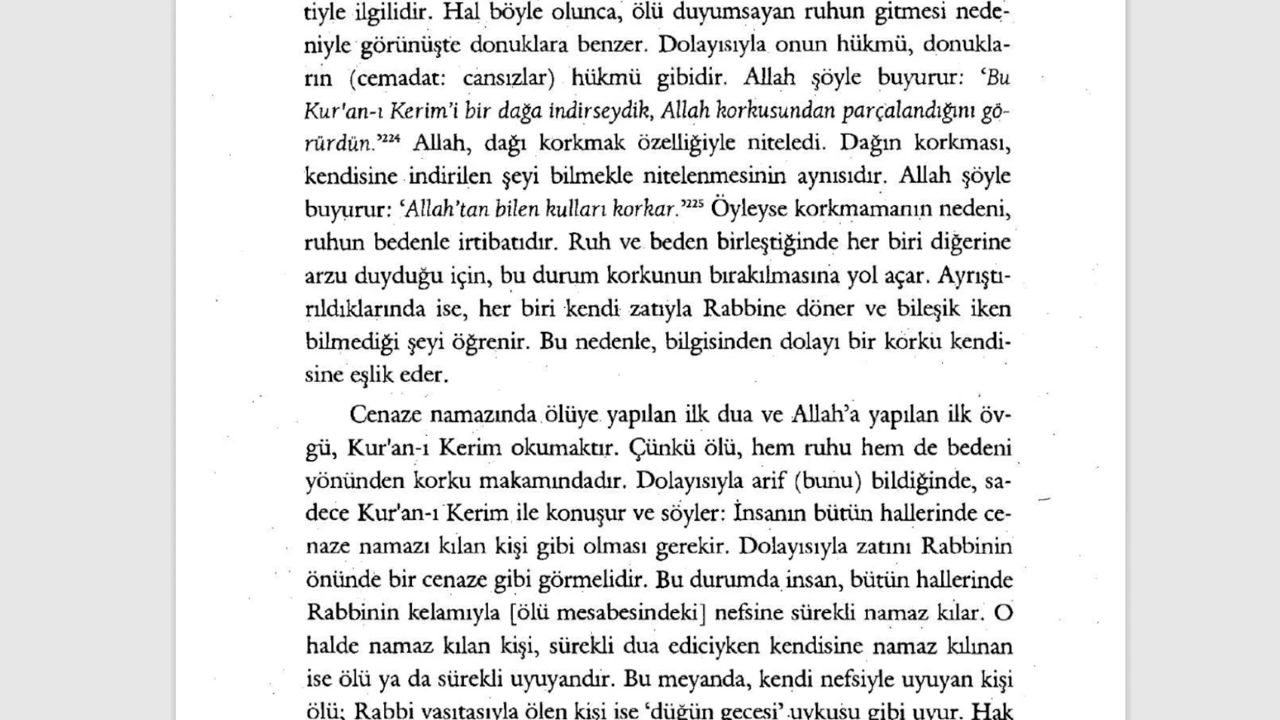 tiyle ilgilidir. Hal böyle olunca, ölü duyumsayan ruhun gitmesi nede-
niyle görünüşte donuklara benzer. Dolayısıyla onun hükmü, donukla-
rın (cemadat: cansızlar) hükmü gibidir. Allah şöyle buyurur: ‘Bu
Kur'an-ı Kerim’i bir dağa indirseydik, Allah korkusundan parçalandığını gö-
rürdün.’²²⁴ Allah, dağı korkmak özelliğiyle niteledi. Dağın korkması,
kendisine indirilen şeyi bilmekle nitelenmesinin aynısıdır. Allah şöyle
buyurur: ‘Allah’tan bilen kulları korkar.’²²⁵ Öyleyse korkmamanın nedeni,
ruhun bedenle irtibatıdır. Ruh ve beden birleştiğinde her biri diğerine
arzu duyduğu için, bu durum korkunun bırakılmasına yol açar. Ayrıştı-
rıldıklarında ise, her biri kendi zatıyla Rabbine döner ve bileşik iken
bilmediği şeyi öğrenir. Bu nedenle, bilgisinden dolayı bir korku kendi-
sine eşlik eder.
Cenaze namazında ölüye yapılan ilk dua ve Allah’a yapılan ilk öv-
gü, Kur'an-ı Kerim okumaktır. Çünkü ölü, hem ruhu hem de bedeni
yönünden korku makamındadır. Dolayısıyla arif (bunu) bildiğinde, sa-
dece Kur'an-ı Kerim ile konuşur ve söyler: İnsanın bütün hallerinde ce-
naze namazı kılan kişi gibi olması gerekir. Dolayısıyla zatını Rabbinin
önünde bir cenaze gibi görmelidir. Bu durumda insan, bütün hallerinde
Rabbinin kelamıyla [ölü mesabesindeki] nefsine sürekli namaz kılar. O
halde namaz kılan kişi, sürekli dua ediciyken kendisine namaz kılınan
ise ölü ya da sürekli uyuyandır. Bu meyanda, kendi nefsiyle uyuyan kişi
ölü; Rabbi vasıtasıyla ölen kişi ise ‘düğün gecesi’ uykusu gibi uyur. Hak